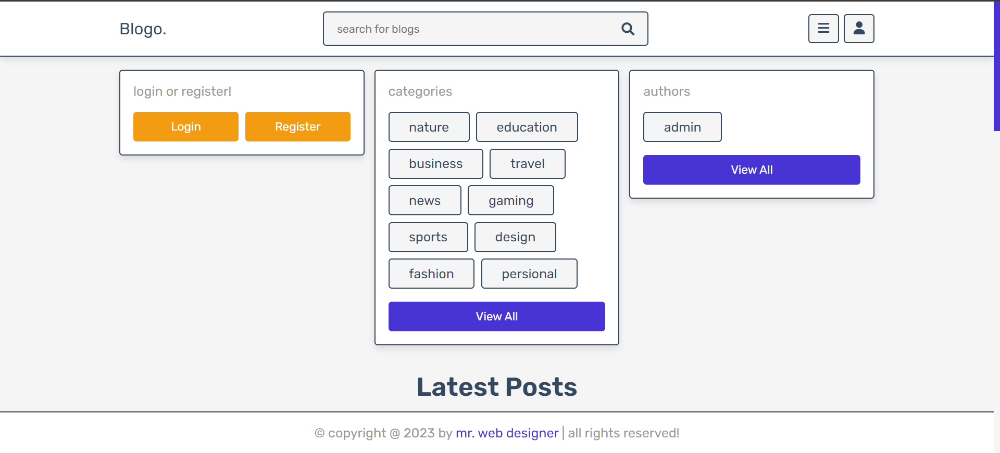 Blogo.
search for blogs
login or register!
Login
Register
categories
nature
education
business
travel
news
gaming
sports
design
fashion
persional
View All
authors
admin
View All
Latest Posts
© copyright @ 2023 by mr. web designer | all rights reserved!